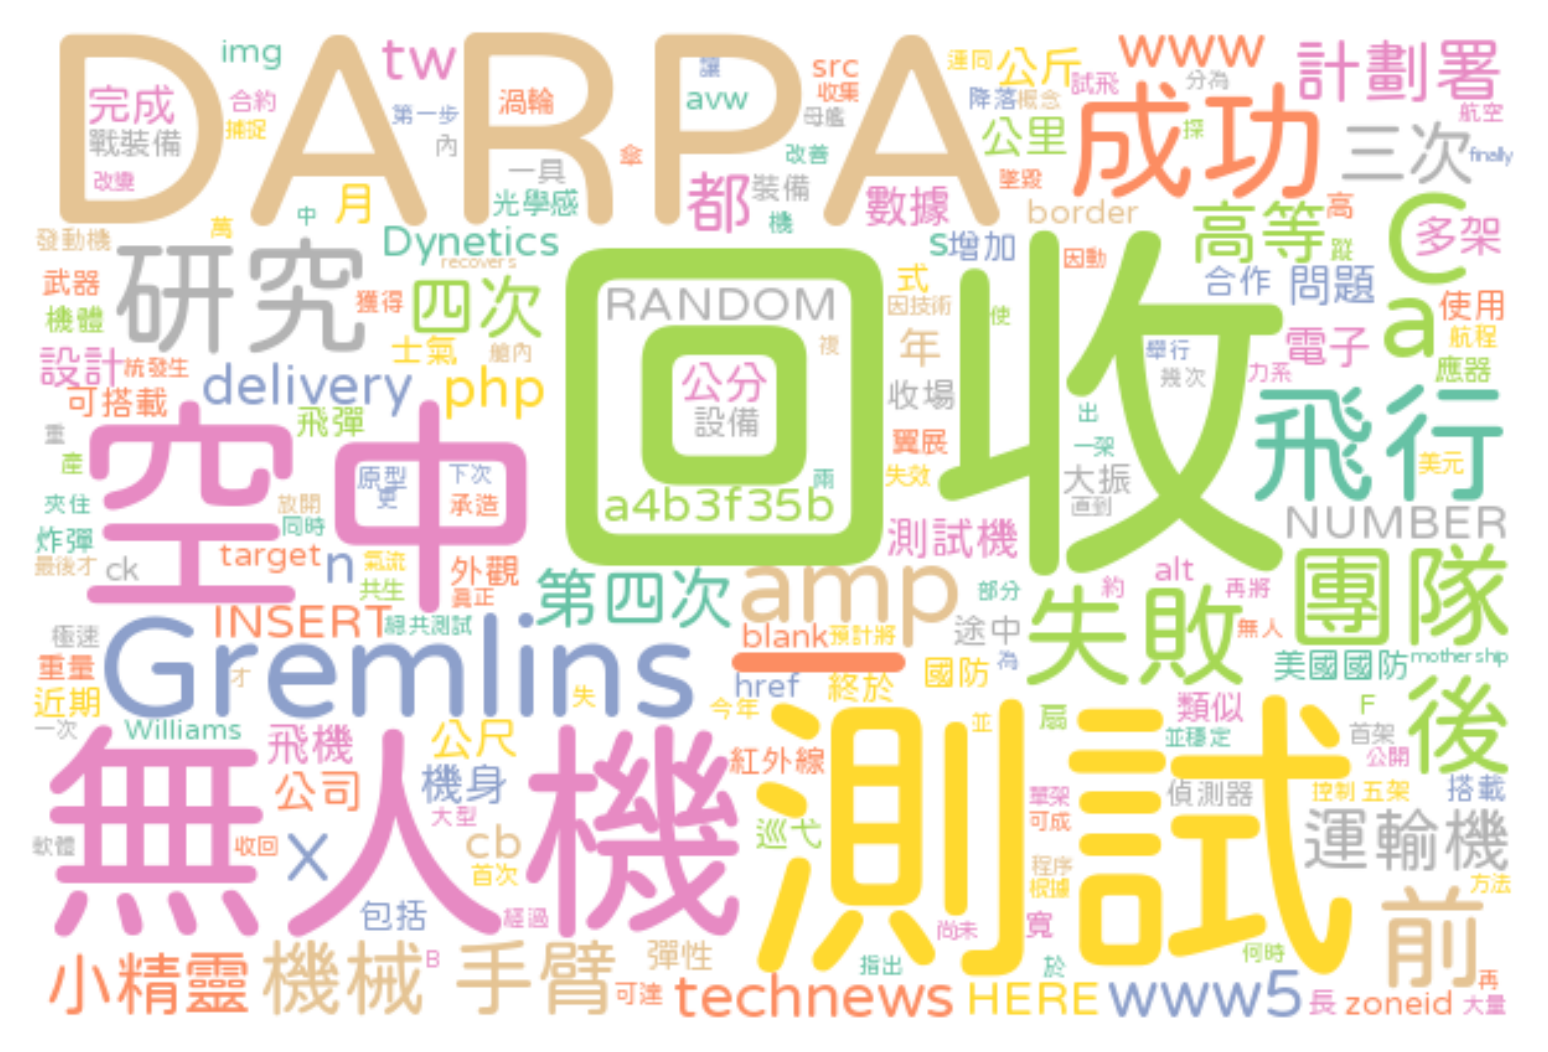 DARPA
img
tw
讓
src
連同
公斤
www
分為
計劃署
完成
合約
第一步
渦輪
avw
收集
降落
概念
試飛
成功
航空
戰裝備
捕捉
內
母艦
公里
探
三次
finally
改變
一具
傘
改善
墜毀
月
光學感
都
裝備
數據
border
高等
高
C
多架
中
萬
機
發動機
Dynetics
s
增加
因動
蹤
研究
recovers
回收
武器
獲得
四次
式
合作
問題
a
使用
機體
RANDOM
因技術
使
航程
設計
統發生
士氣
艙內
複
年
舉行
電子
可搭載
delivery
php
公分
收場
幾次
力系
應器
飛彈
設備
出
飛行
重
空中
翼展
一架
產
原型
下次
兩
失效
大振
美元
夾住
放開
更
承造
a4b3f35b
直到
NUMBER
炸彈
同時
測試機
最後才
ck
target
n
氣流
外觀
amp
alt
團隊
共生
真正
第四次
部分
約
再將
INSERT
總共測試
blank
預計將
途中
失敗
無人
極速
Gremlins
_
為
重量
才
href
終於
國防
美國國防
mothership
近期
失
今年
類似
F
後
一次
Williams
飛機
公尺
測試
並
扇
並穩定
首架
無人機
公司
機身
紅外線
公開
大型
單架
偵測器
控制
五架
搭載
軟體
收回
X
cb
巡弋
可成
運輸機
首次
程序
根據
方法
包括
經過
尚未
寬
前
小精靈
機械
B
手臂
彈性
指出
於
何時
可達
technews
HERE
www5
長
zoneid
再
大量